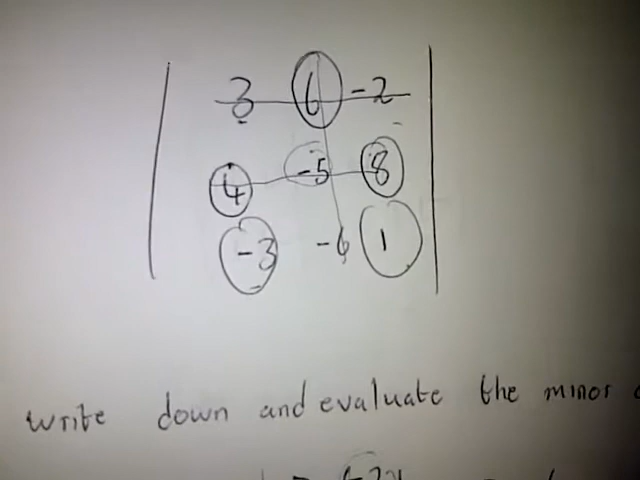 3 6 -2
4 -5 8
-3 -6 1
write down and evaluate the minor